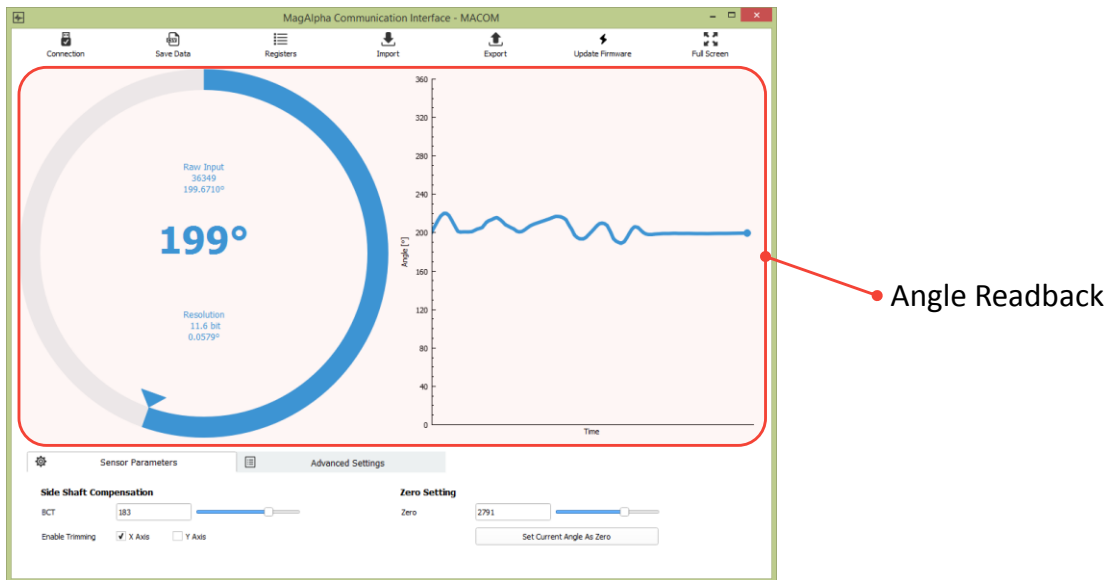 MagAlpha Communication Interface - MACOM
Connection
Save Data
Registers
Import
Export
Update Firmware
Full Screen
Raw Input
36349
199.6710°
199°
Resolution
11.6 bit
0.0579°
360
320
280
240
200
160
120
80
40
0
Angle [°]
Time
Angle Readback
Sensor Parameters
Advanced Settings
Side Shaft Compensation
BCT 183
Enable Trimming X Axis Y Axis
Zero Setting
Zero 2791
Set Current Angle As Zero